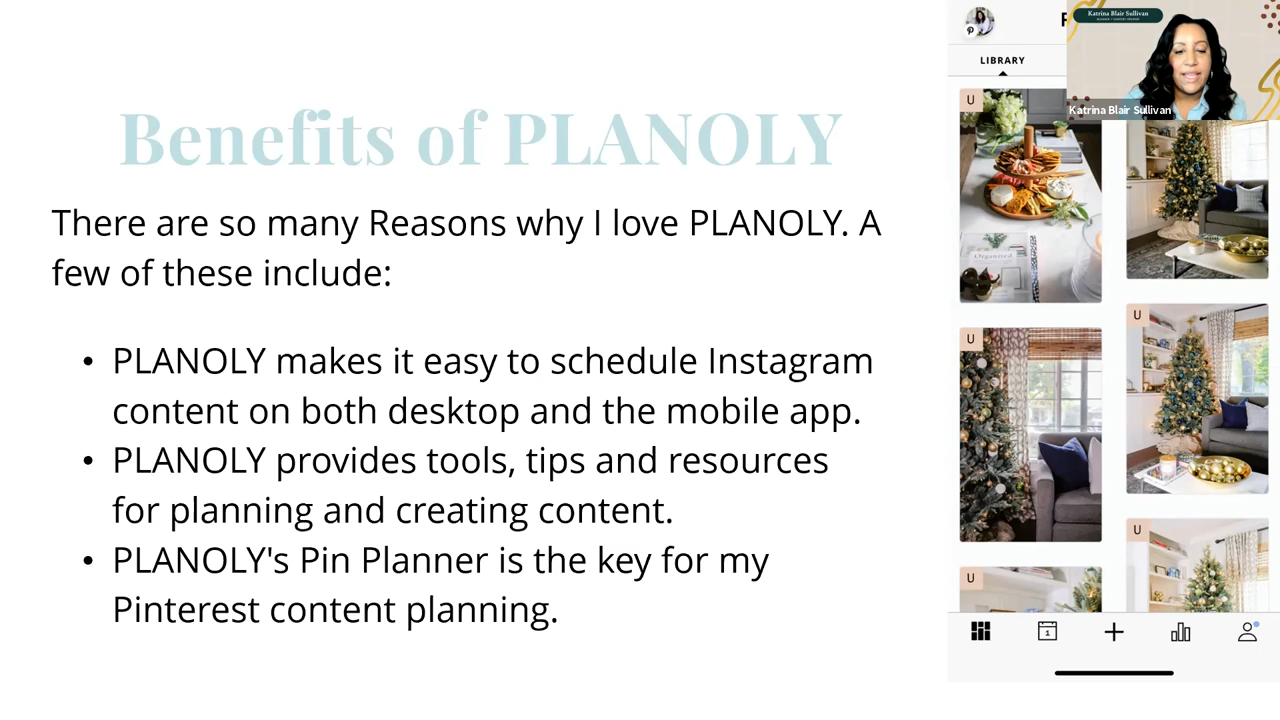 Benefits of PLANOLY
There are so many Reasons why I love PLANOLY. A
few of these include:
• PLANOLY makes it easy to schedule Instagram
content on both desktop and the mobile app.
• PLANOLY provides tools, tips and resources
for planning and creating content.
• PLANOLY's Pin Planner is the key for my
Pinterest content planning.
LIBRARY
Katrina Blair Sullivan
Katrina Blair Sullivan
U
U
U
U
U
Organized
1